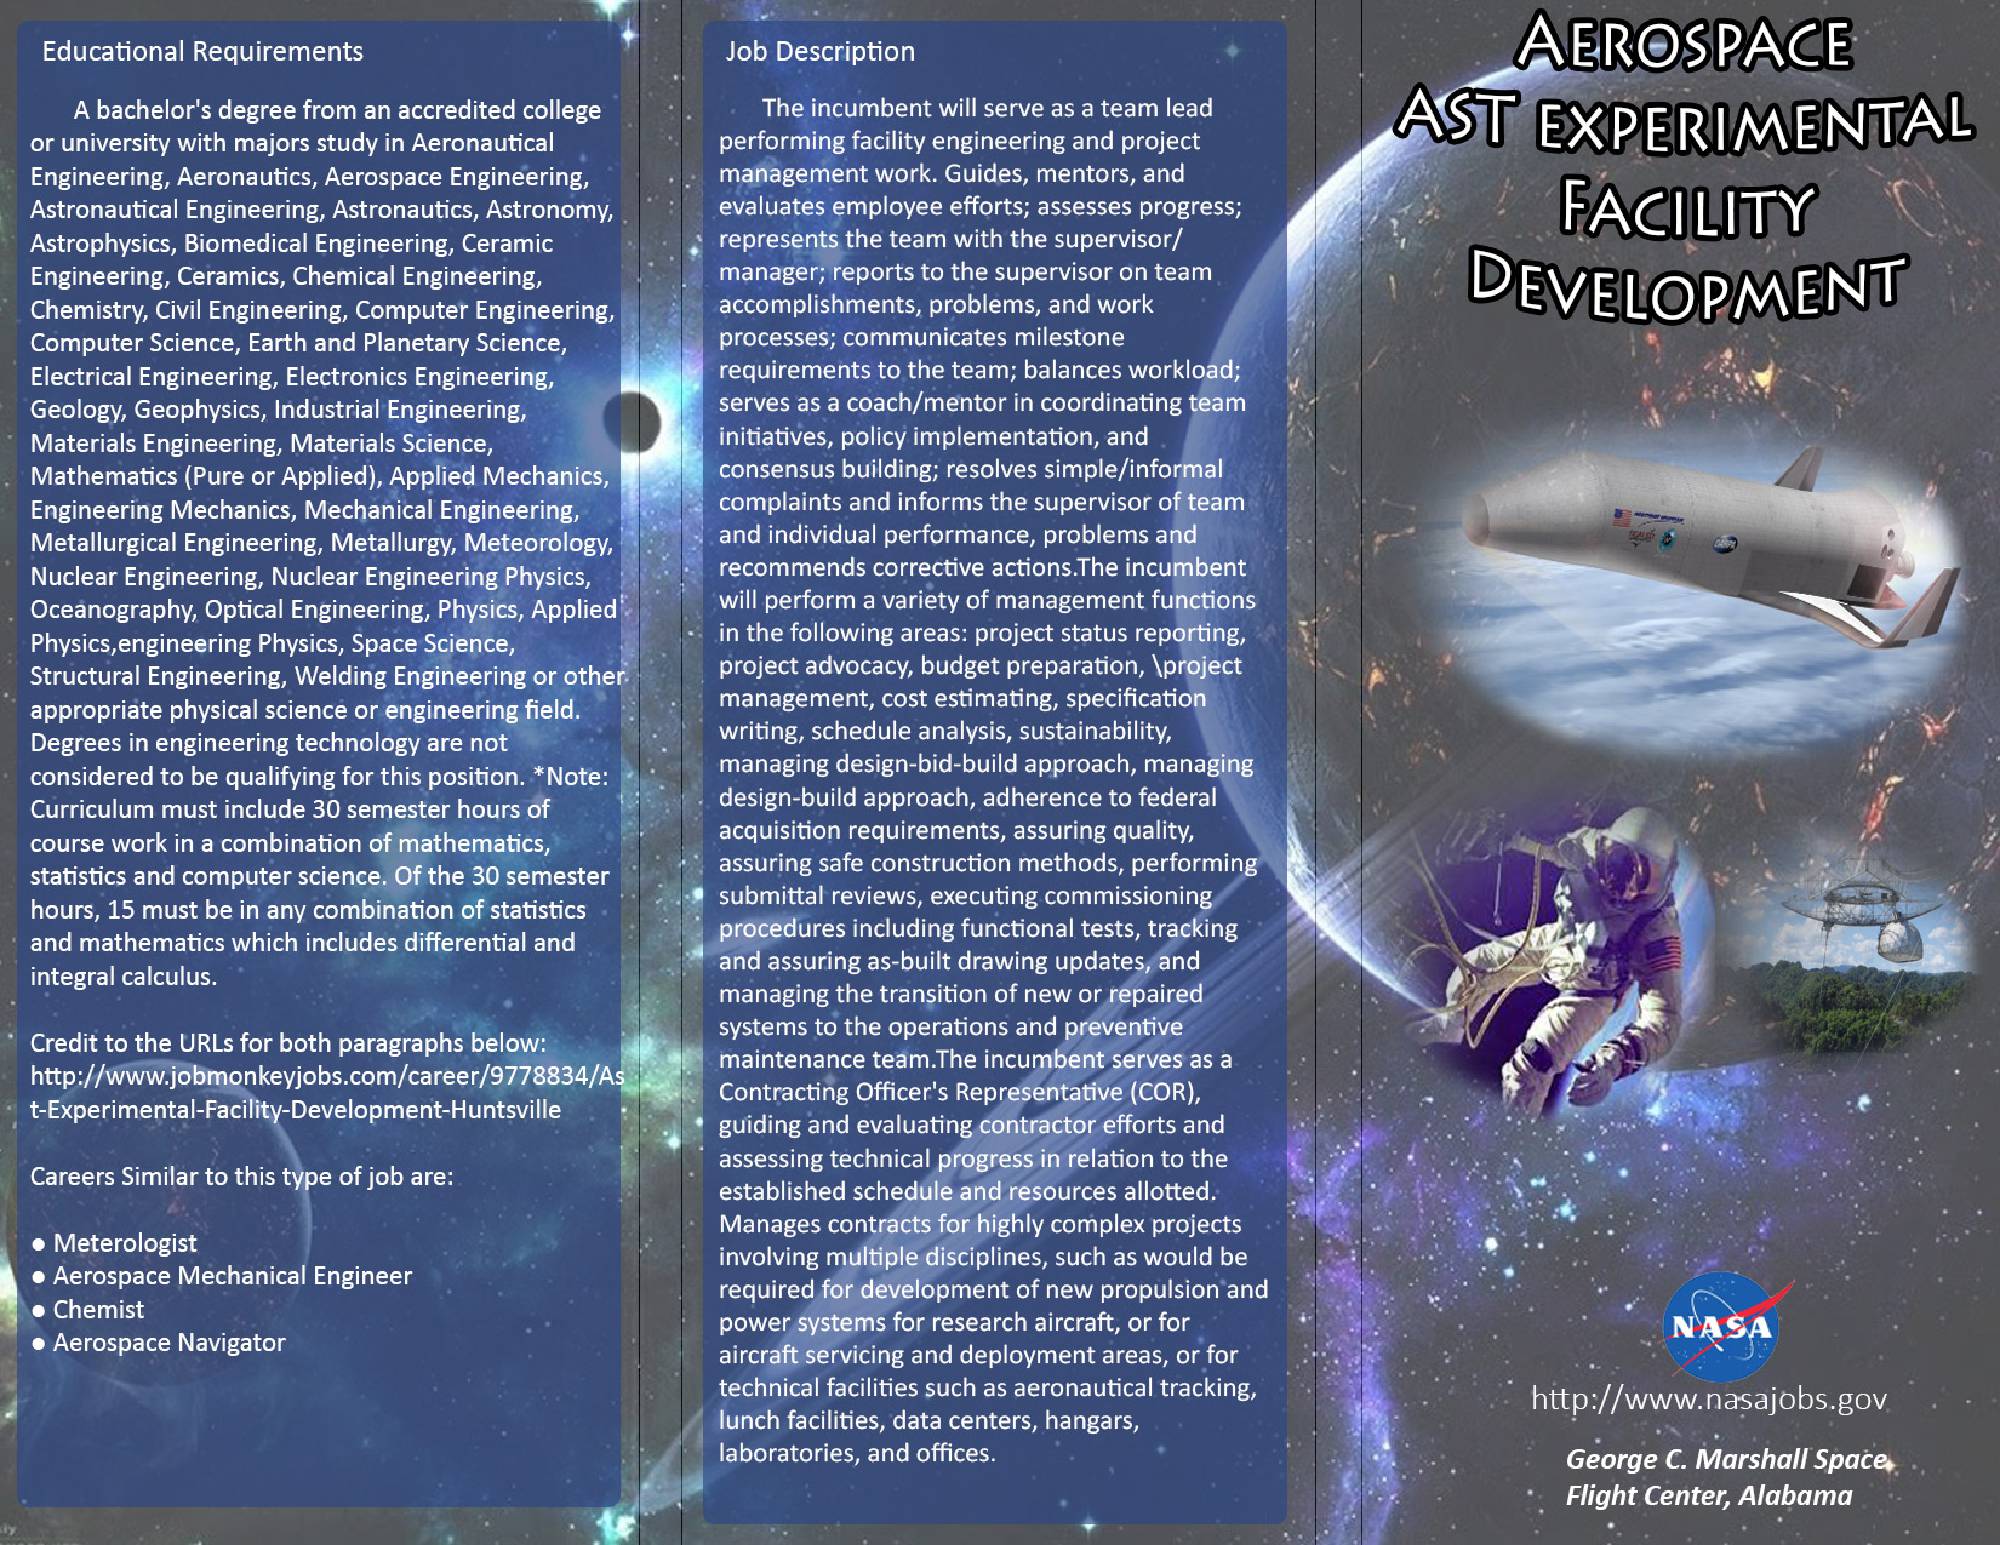 Educational Requirements
A bachelor's degree from an accredited college
or university with majors study in Aeronautical
Engineering, Aeronautics, Aerospace Engineering,
Astronautical Engineering, Astronautics, Astronomy,
Astrophysics, Biomedical Engineering, Ceramic
Engineering, Ceramics, Chemical Engineering,
Chemistry, Civil Engineering, Computer Engineering,
Computer Science, Earth and Planetary Science,
Electrical Engineering, Electronics Engineering,
Geology, Geophysics, Industrial Engineering,
Materials Engineering, Materials Science,
Mathematics (Pure or Applied), Applied Mechanics,
Engineering Mechanics, Mechanical Engineering,
Metallurgical Engineering, Metallurgy, Meteorology,
Nuclear Engineering, Nuclear Engineering Physics,
Oceanography, Optical Engineering, Physics, Applied
Physics,engineering Physics, Space Science,
Structural Engineering, Welding Engineering or other
appropriate physical science or engineering field.
Degrees in engineering technology are not
considered to be qualifying for this position. *Note:
Curriculum must include 30 semester hours of
course work in a combination of mathematics,
statistics and computer science. Of the 30 semester
hours, 15 must be in any combination of statistics
and mathematics which includes differential and
integral calculus.
Credit to the URLs for both paragraphs below:
http://www.jobmonkeyjobs.com/career/9778834/As
t-Experimental-Facility-Development-Huntsville
Careers Similar to this type of job are:
● Meterologist
● Aerospace Mechanical Engineer
● Chemist
● Aerospace Navigator
Job Description
The incumbent will serve as a team lead
performing facility engineering and project
management work. Guides, mentors, and
evaluates employee efforts; assesses progress;
represents the team with the supervisor/
manager; reports to the supervisor on team
accomplishments, problems, and work
processes; communicates milestone
requirements to the team; balances workload;
serves as a coach/mentor in coordinating team
initiatives, policy implementation, and
consensus building; resolves simple/informal
complaints and informs the supervisor of team
and individual performance, problems and
recommends corrective actions.The incumbent
will perform a variety of management functions
in the following areas: project status reporting,
project advocacy, budget preparation, \project
management, cost estimating, specification
writing, schedule analysis, sustainability,
managing design-bid-build approach, managing
design-build approach, adherence to federal
acquisition requirements, assuring quality,
assuring safe construction methods, performing
submittal reviews, executing commissioning
procedures including functional tests, tracking
and assuring as-built drawing updates, and
managing the transition of new or repaired
systems to the operations and preventive
maintenance team.The incumbent serves as a
Contracting Officer's Representative (COR),
guiding and evaluating contractor efforts and
assessing technical progress in relation to the
established schedule and resources allotted.
Manages contracts for highly complex projects
involving multiple disciplines, such as would be
required for development of new propulsion and
power systems for research aircraft, or for
aircraft servicing and deployment areas, or for
technical facilities such as aeronautical tracking,
lunch facilities, data centers, hangars,
laboratories, and offices.
AEROSPACE
AST EXPERIMENTAL
FACILITY
DEVELOPMENT
NASA
http://www.nasajobs.gov
George C. Marshall Space
Flight Center, Alabama